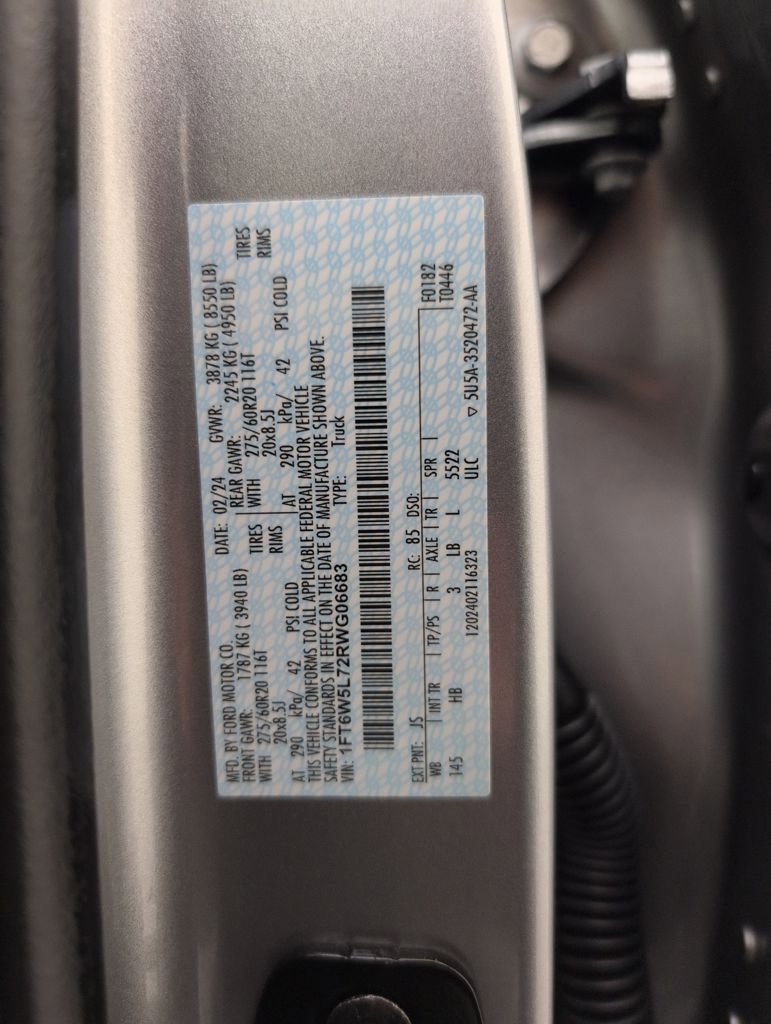 MFD. BY FORD MOTOR CO.
DATE: 02/24 GVWR: 3878 KG ( 8550 LB)
FRONT GAWR: 1787 KG ( 3940 LB) REAR GAWR: 2245 KG ( 4950 LB)
WITH 275/60R20 116T TIRES WITH 275/60R20 116T TIRES
20x8.5J RIMS 20x8.5J RIMS
AT 290 kPa/ 42 PSI COLD AT 290 kPa/ 42 PSI COLD
THIS VEHICLE CONFORMS TO ALL APPLICABLE FEDERAL MOTOR VEHICLE
SAFETY STANDARDS IN EFFECT ON THE DATE OF MANUFACTURE SHOWN ABOVE.
VIN: 1FT6W5L72RWG06683 TYPE: Truck
EXT PNT: JS RC: 85 DSO: F0182
WB | INT TR | TP/PS | R | AXLE | TR | SPR | T0446
145 HB 3 LB L 5522
1202402116323 ULC ▽ 5U5A-3520472-AA